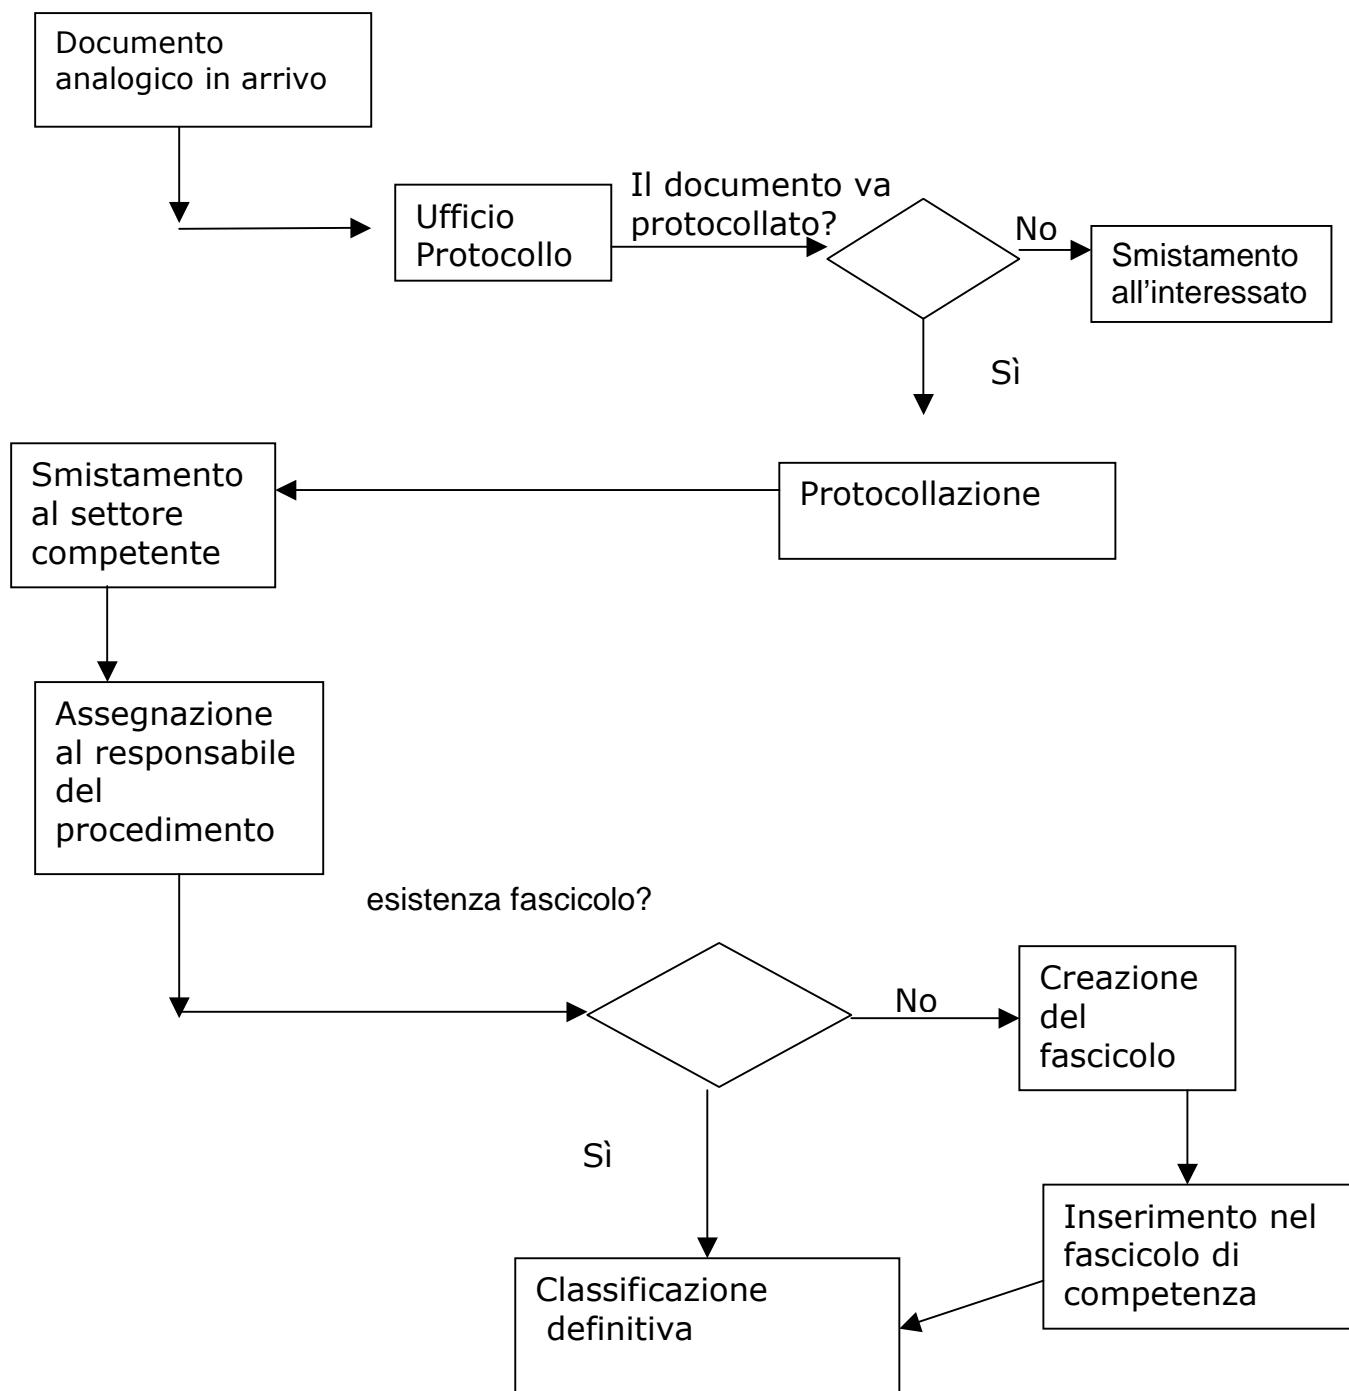 Documento
analogico in arrivo
Ufficio
Protocollo
Il documento va
protocollato?
No
Smistamento
all'interessato
Sì
Protocollazione
Smistamento
al settore
competente
Assegnazione
al responsabile
del
procedimento
esistenza fascicolo?
No
Creazione
del
fascicolo
Sì
Inserimento nel
fascicolo di
competenza
Classificazione
definitiva